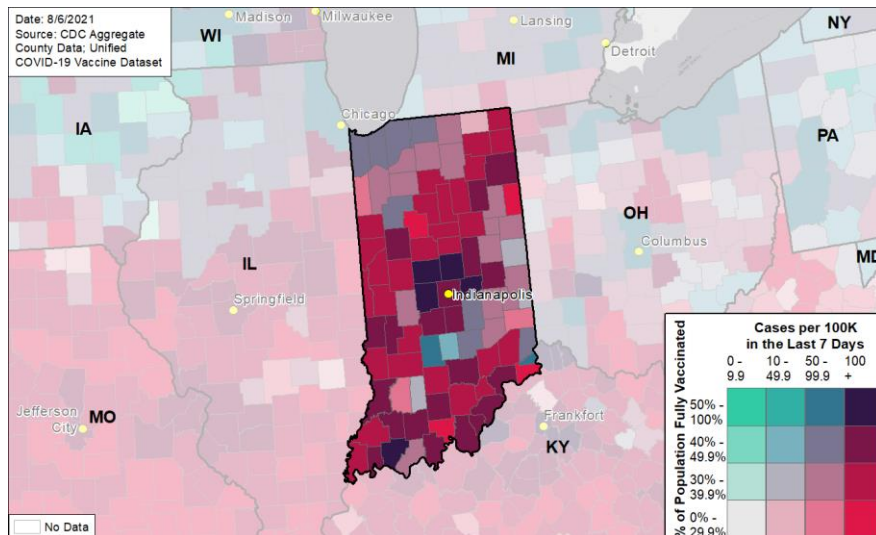 Date: 8/6/2021
Source: CDC Aggregate
County Data; Unified
COVID-19 Vaccine Dataset
WI
Madison
Milwaukee
Lansing
MI
Detroit
NY
Chicago
IA
PA
IL
OH
Columbus
MD
Springfield
Indianapolis
Jefferson
City
MO
Frankfort
KY
No Data
Cases per 100K
in the Last 7 Days
0 -
9.9
10 -
49.9
50 -
99.9
100
+
% of Population Fully Vaccinated
50% -
100%
40% -
49.9%
30% -
39.9%
0% -
29.9%